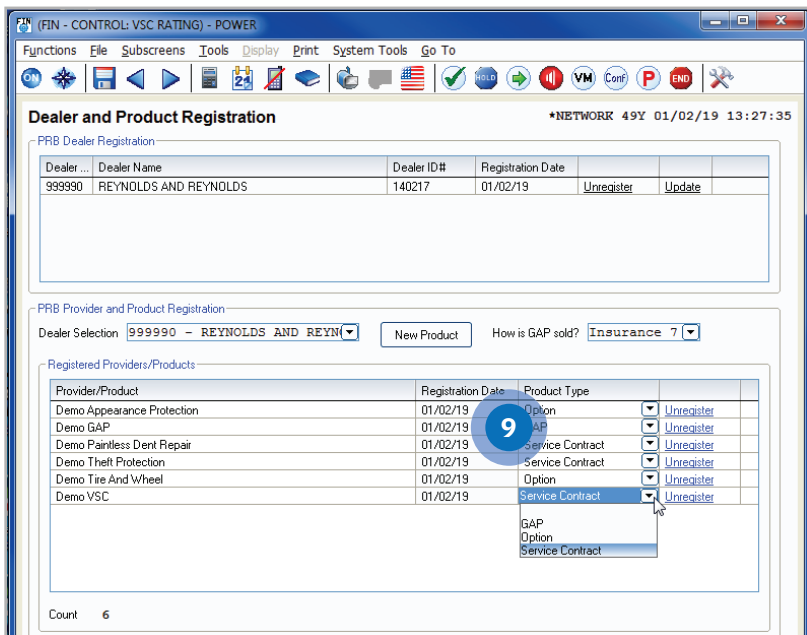 FIN (FIN - CONTROL: VSC RATING) - POWER
Functions File Subscreens Tools Display Print System Tools Go To
ON 21 HOLD VM Conf P END
Dealer and Product Registration *NETWORK 49Y 01/02/19 13:27:35
PRB Dealer Registration
Dealer ... Dealer Name Dealer ID# Registration Date
999990 REYNOLDS AND REYNOLDS 140217 01/02/19 Unregister Update
PRB Provider and Product Registration
Dealer Selection 999990 - REYNOLDS AND REYN New Product How is GAP sold? Insurance 7
Registered Providers/Products
Provider/Product Registration Date Product Type
Demo Appearance Protection 01/02/19 Option Unregister
Demo GAP 01/02/19 GAP Unregister
9
Demo Paintless Dent Repair 01/02/19 Service Contract Unregister
Demo Theft Protection 01/02/19 Service Contract Unregister
Demo Tire And Wheel 01/02/19 Option Unregister
Demo VSC 01/02/19 Service Contract Unregister
GAP
Option
Service Contract
Count 6